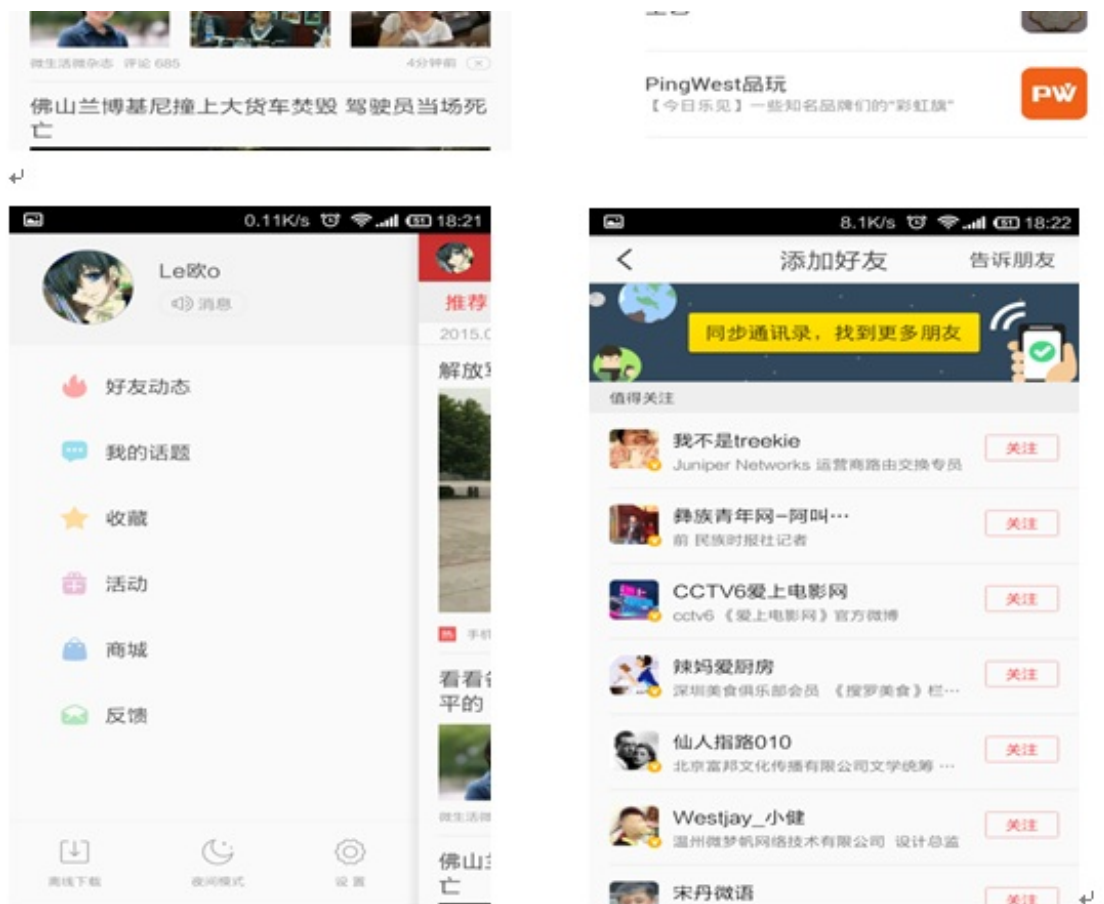 微生活微杂志 评论 685
4分钟前
佛山兰博基尼撞上大货车焚毁 驾驶员当场死
亡
PingWest品玩
【今日乐见】一些知名品牌们的“彩虹旗”
PW
0.11K/s 51 18:21
Le欧o
消息
好友动态
我的话题
收藏
活动
商城
反馈
离线下载
夜间模式
设置
推荐
2015.0
解放军
热 手机
看看各
平的
微生活微
佛山兰
亡
8.1K/s 51 18:22
添加好友
告诉朋友
同步通讯录，找到更多朋友
值得关注
我不是treekie
Juniper Networks 运营商路由交换专员
关注
彝族青年网-阿叫…
前 民族时报社记者
关注
CCTV6爱上电影网
cctv6 《爱上电影网》官方微博
关注
辣妈爱厨房
深圳美食俱乐部会员 《搜罗美食》栏…
关注
仙人指路010
北京富邦文化传播有限公司文学统筹 …
关注
Westjay_小健
温州微梦帆网络技术有限公司 设计总监
关注
宋丹微语
关注